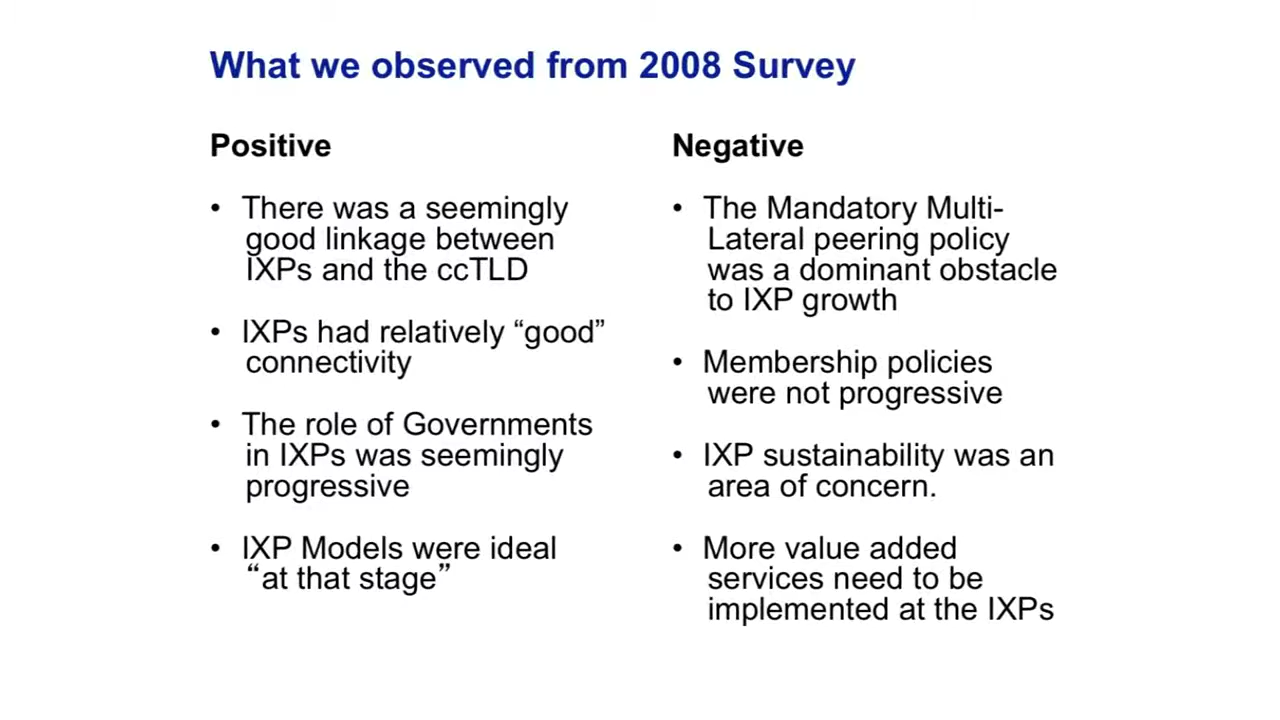 What we observed from 2008 Survey
Positive
• There was a seemingly
good linkage between
IXPs and the ccTLD
• IXPs had relatively “good”
connectivity
• The role of Governments
in IXPs was seemingly
progressive
• IXP Models were ideal
“at that stage”
Negative
• The Mandatory Multi-
Lateral peering policy
was a dominant obstacle
to IXP growth
• Membership policies
were not progressive
• IXP sustainability was an
area of concern.
• More value added
services need to be
implemented at the IXPs